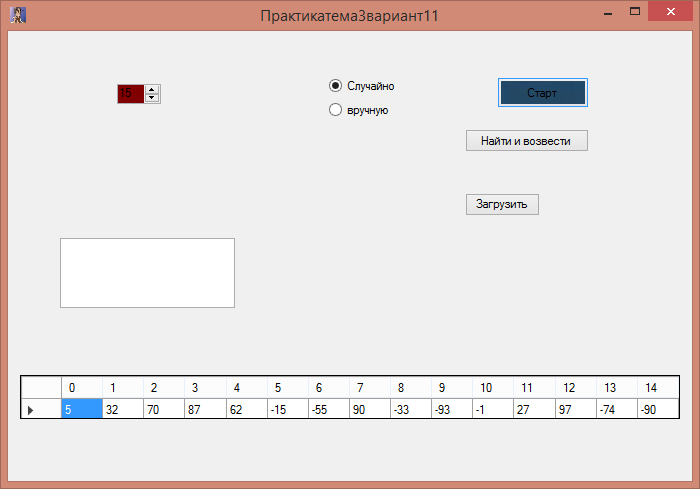 Практикатема3вариант11
15
Случайно
вручную
Старт
Найти и возвести
Загрузить
0 1 2 3 4 5 6 7 8 9 10 11 12 13 14
5 32 70 87 62 -15 -55 90 -33 -93 -1 27 97 -74 -90